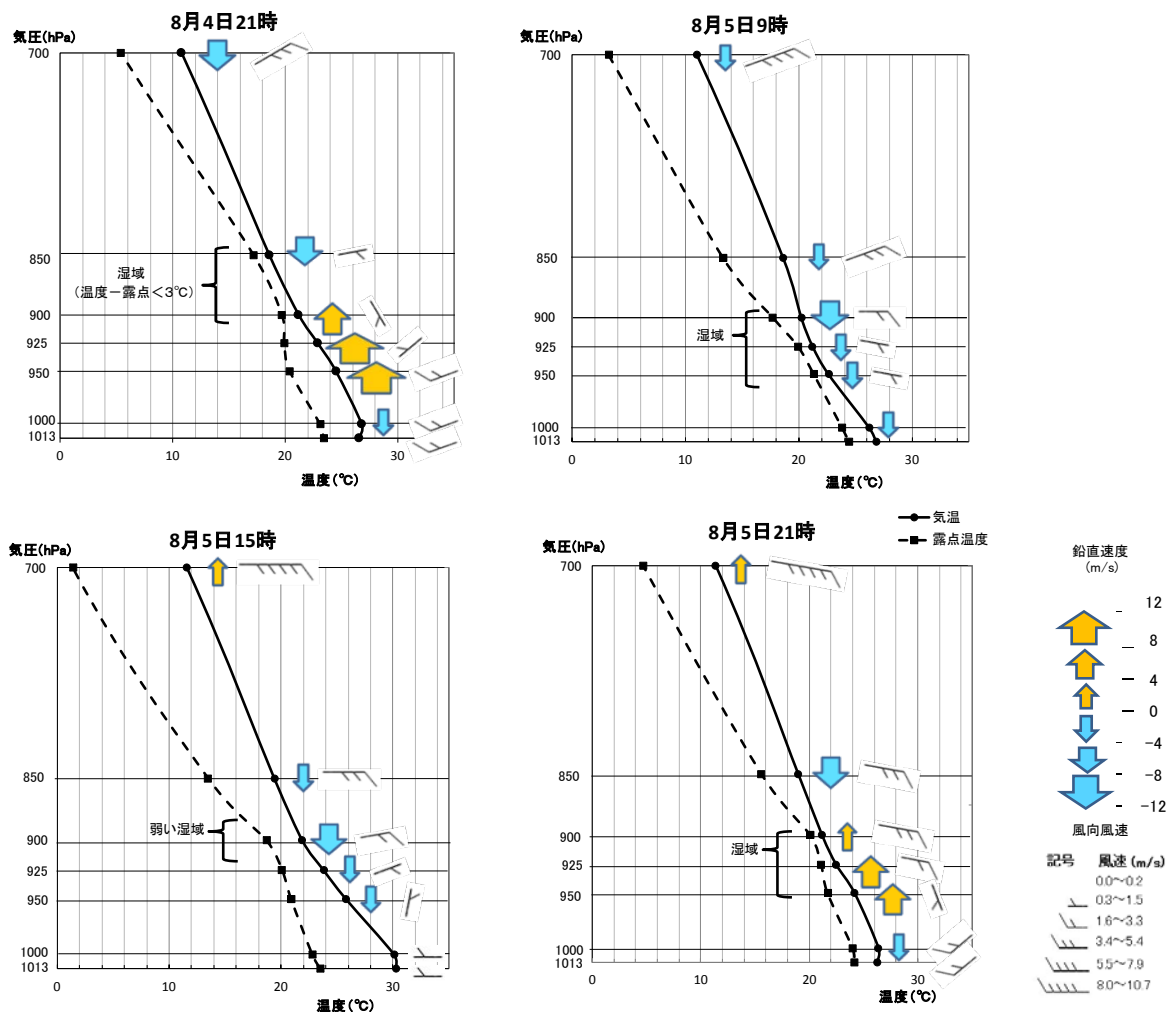 8月4日21時
気圧(hPa)
700
850
900
925
950
1000
1013
湿域
(温度ー露点<3℃)
0
10
20
30
温度(℃)
8月5日9時
気圧(hPa)
700
850
900
925
950
1000
1013
湿域
0
10
20
30
温度(℃)
8月5日15時
気圧(hPa)
700
850
900
925
950
1000
1013
弱い湿域
0
10
20
30
温度(℃)
8月5日21時
気圧(hPa)
700
850
900
925
950
1000
1013
湿域
0
10
20
30
温度(℃)
気温
露点温度
鉛直速度
(m/s)
12
8
4
0
-4
-8
-12
風向風速
記号 風速(m/s)
0.0~0.2
0.3~1.5
1.6~3.3
3.4~5.4
5.5~7.9
8.0~10.7